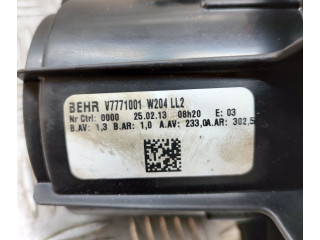 BEHR V7771001 W204 LL2
Nr Ctrl: 0000 25.02.13 08h20 E: 03
B.AV: 1,3 B.AR: 1,0 A.AV: 233,0A.AR: 302,5